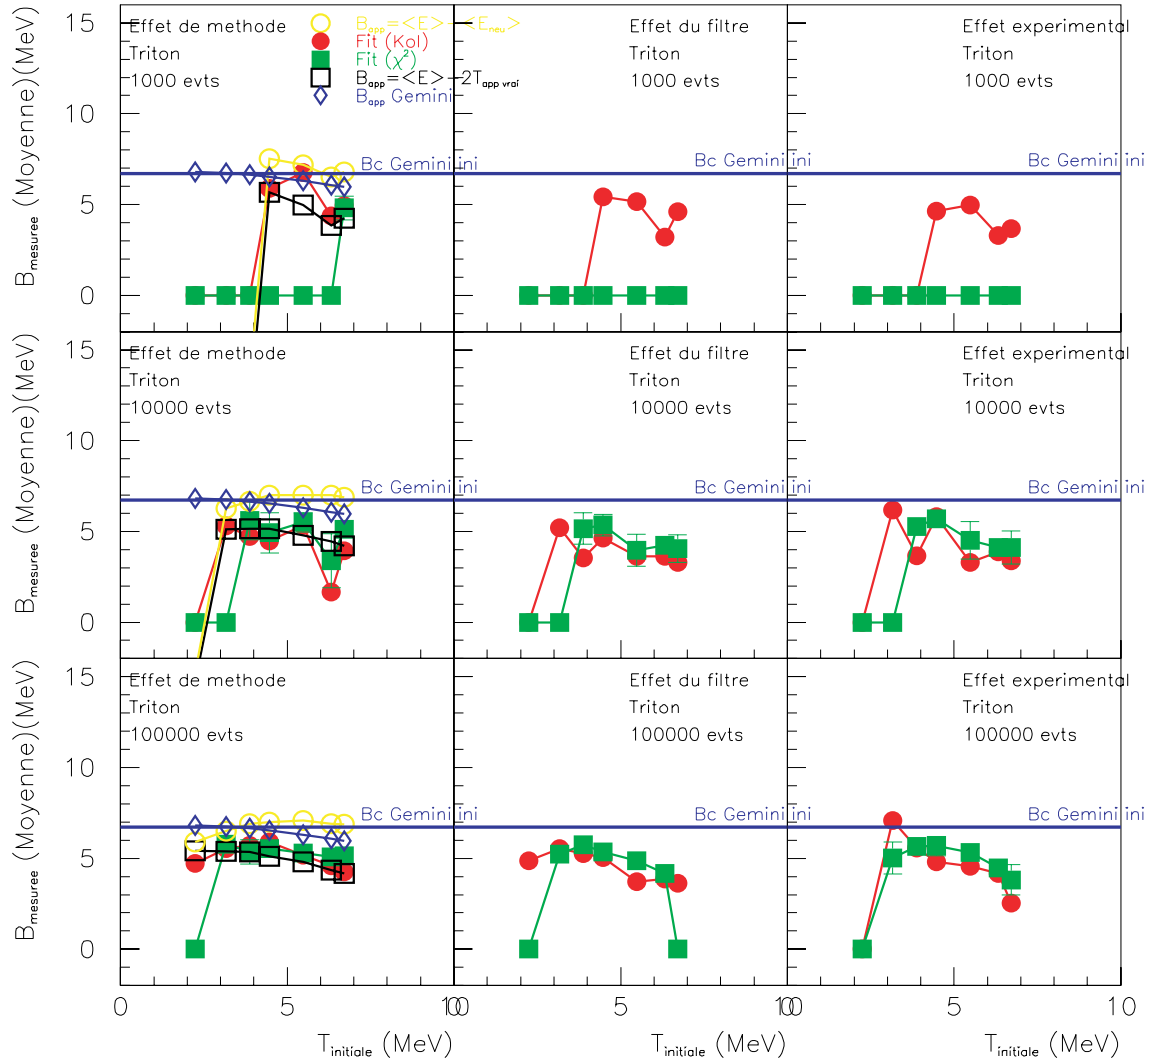 B_app=<E>-<E_neu>
Fit (Kol)
Fit (χ²)
B_app=<E>-2T_app vrai
B_app Gemini
Effet de methode
Triton
1000 evts
Bc Gemini ini
Effet du filtre
Triton
1000 evts
Bc Gemini ini
Effet experimental
Triton
1000 evts
Bc Gemini ini
15
10
5
0
B_mesuree (Moyenne)(MeV)
Effet de methode
Triton
10000 evts
Bc Gemini ini
Effet du filtre
Triton
10000 evts
Bc Gemini ini
Effet experimental
Triton
10000 evts
Bc Gemini ini
15
10
5
0
B_mesuree (Moyenne)(MeV)
Effet de methode
Triton
100000 evts
Bc Gemini ini
Effet du filtre
Triton
100000 evts
Bc Gemini ini
Effet experimental
Triton
100000 evts
Bc Gemini ini
15
10
5
0
B_mesuree (Moyenne)(MeV)
0 5 10 0 5 10 0 5 10
T_initiale (MeV)
T_initiale (MeV)
T_initiale (MeV)